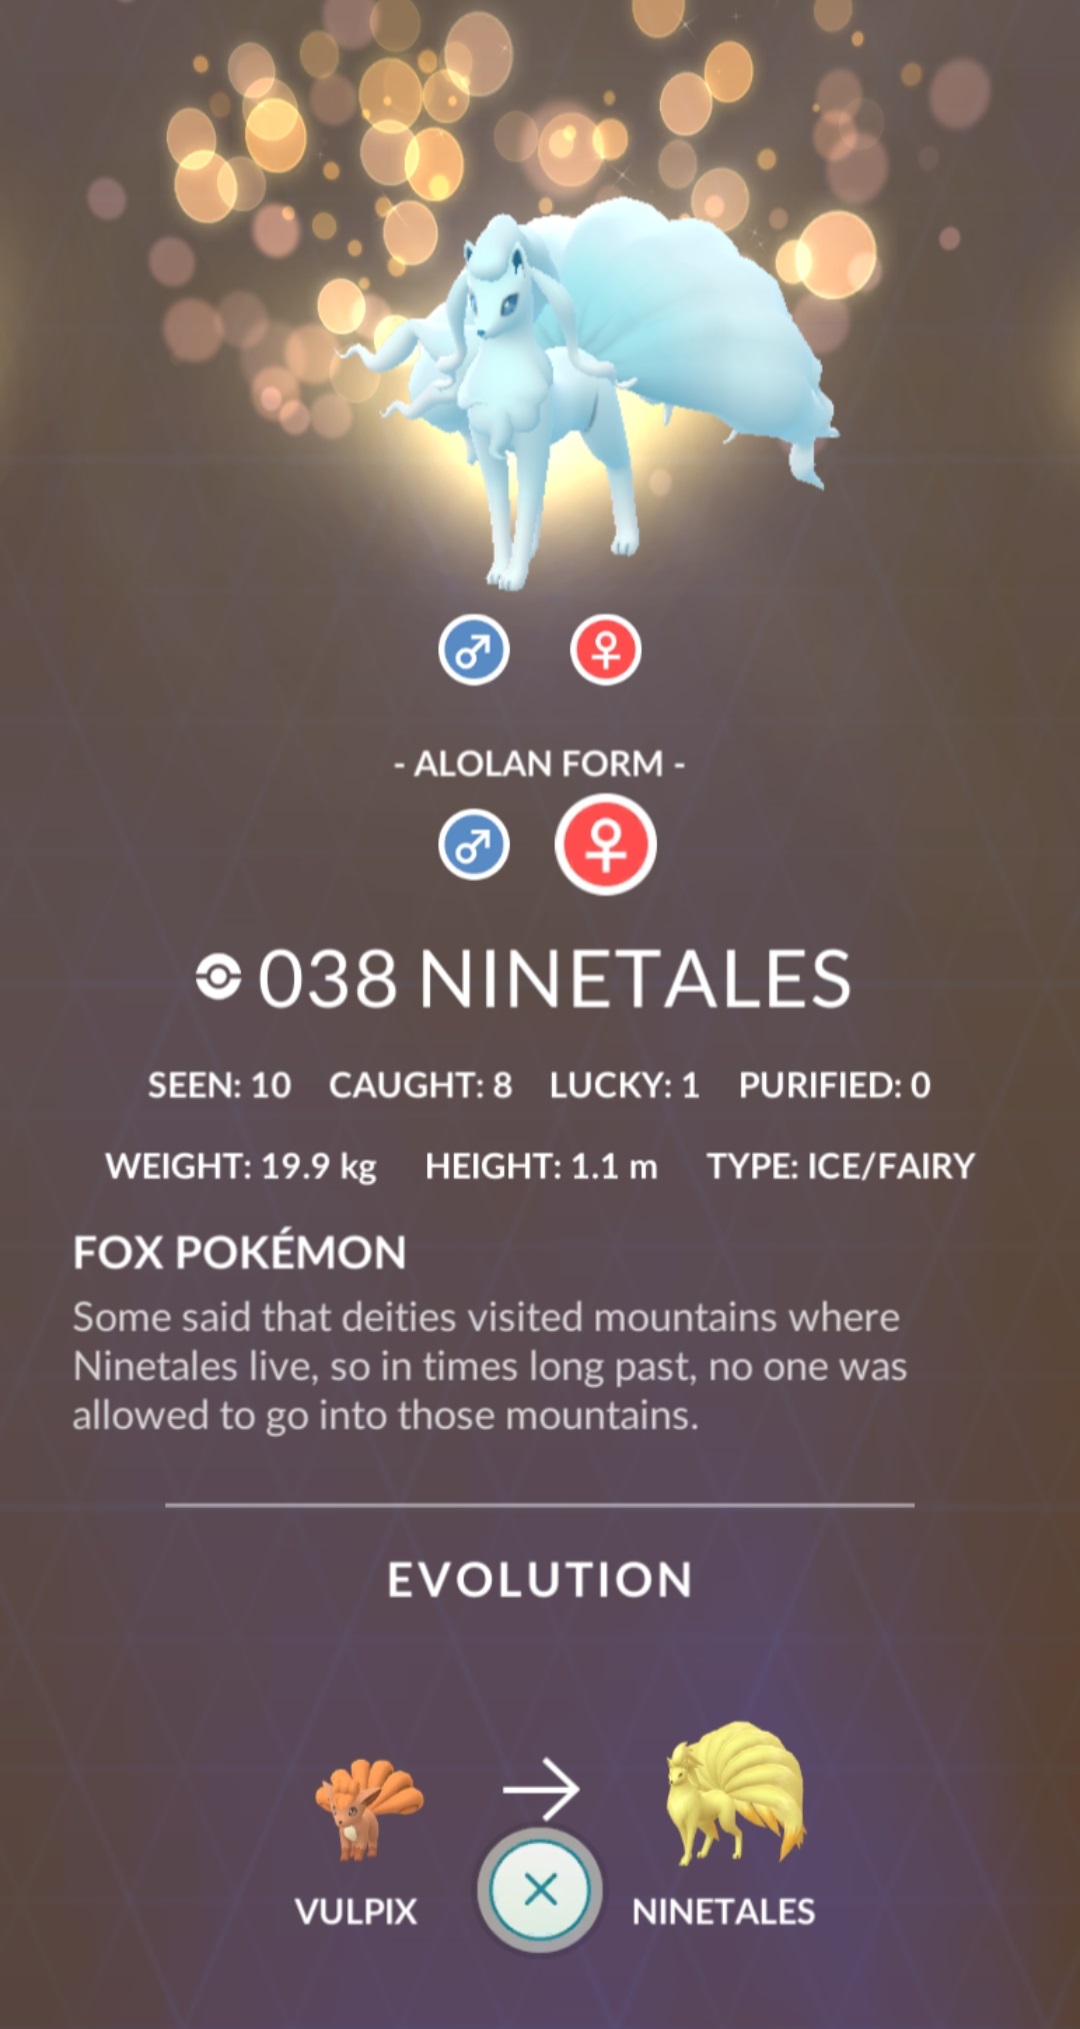 - ALOLAN FORM -
038 NINETALES
SEEN: 10 CAUGHT: 8 LUCKY: 1 PURIFIED: 0
WEIGHT: 19.9 kg HEIGHT: 1.1 m TYPE: ICE/FAIRY
FOX POKÉMON
Some said that deities visited mountains where
Ninetales live, so in times long past, no one was
allowed to go into those mountains.
EVOLUTION
VULPIX NINETALES